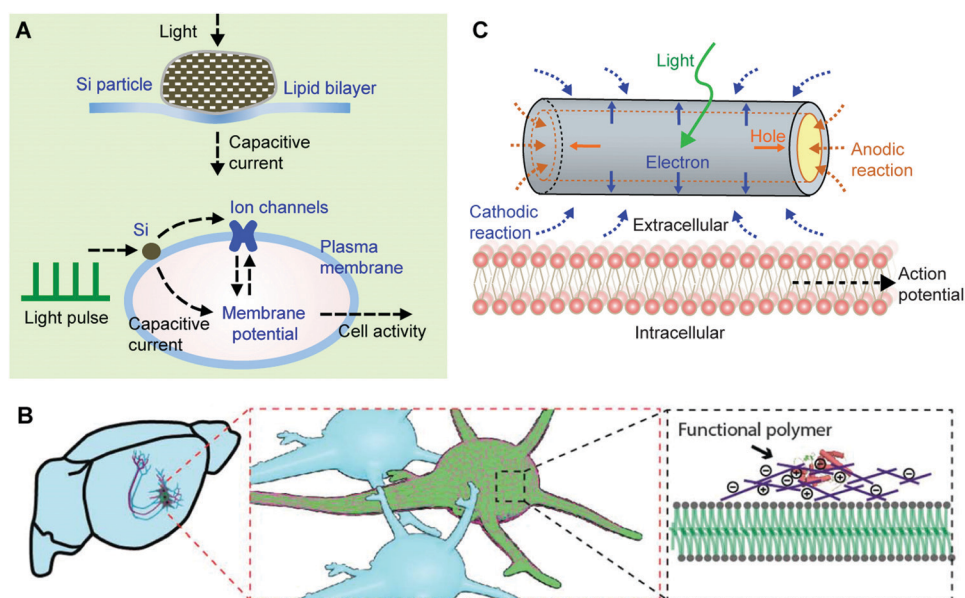 A
Light
Si particle
Lipid bilayer
Capacitive
current
Ion channels
Si
Plasma
membrane
Light pulse
Capacitive
current
Membrane
potential
Cell activity
C
Light
Hole
Electron
Anodic
reaction
Cathodic
reaction
Extracellular
Action
potential
Intracellular
B
Functional polymer